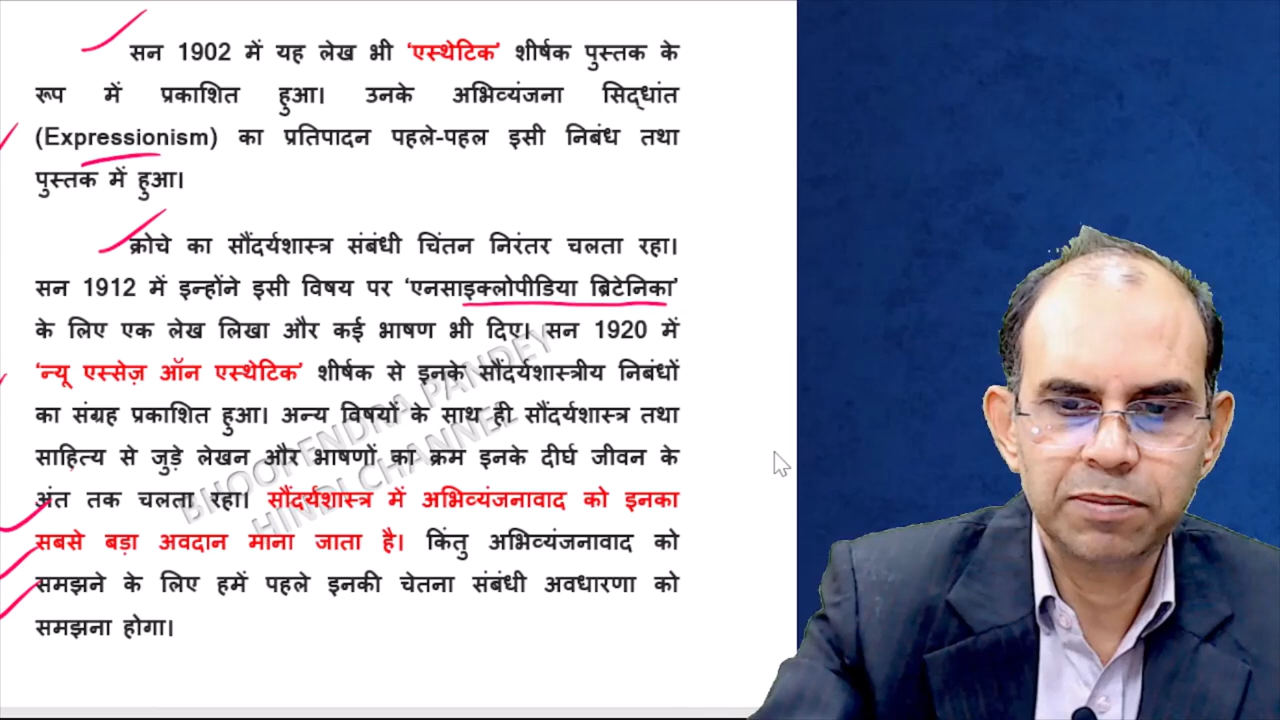 सन 1902 में यह लेख भी ‘एस्थेटिक’ शीर्षक पुस्तक के
रूप में प्रकाशित हुआ। उनके अभिव्यंजना सिद्धांत
(Expressionism) का प्रतिपादन पहले-पहल इसी निबंध तथा
पुस्तक में हुआ।
क्रोचे का सौंदर्यशास्त्र संबंधी चिंतन निरंतर चलता रहा।
सन 1912 में इन्होंने इसी विषय पर ‘एनसाइक्लोपीडिया ब्रिटेनिका’
के लिए एक लेख लिखा और कई भाषण भी दिए। सन 1920 में
‘न्यू एस्सेज़ ऑन एस्थेटिक’ शीर्षक से इनके सौंदर्यशास्त्रीय निबंधों
का संग्रह प्रकाशित हुआ। अन्य विषयों के साथ ही सौंदर्यशास्त्र तथा
साहित्य से जुड़े लेखन और भाषणों का क्रम इनके दीर्घ जीवन के
अंत तक चलता रहा। सौंदर्यशास्त्र में अभिव्यंजनावाद को इनका
सबसे बड़ा अवदान माना जाता है। किंतु अभिव्यंजनावाद को
समझने के लिए हमें पहले इनकी चेतना संबंधी अवधारणा को
समझना होगा।
BHOOPENDRA PANDEY
HINDI CHANNEL